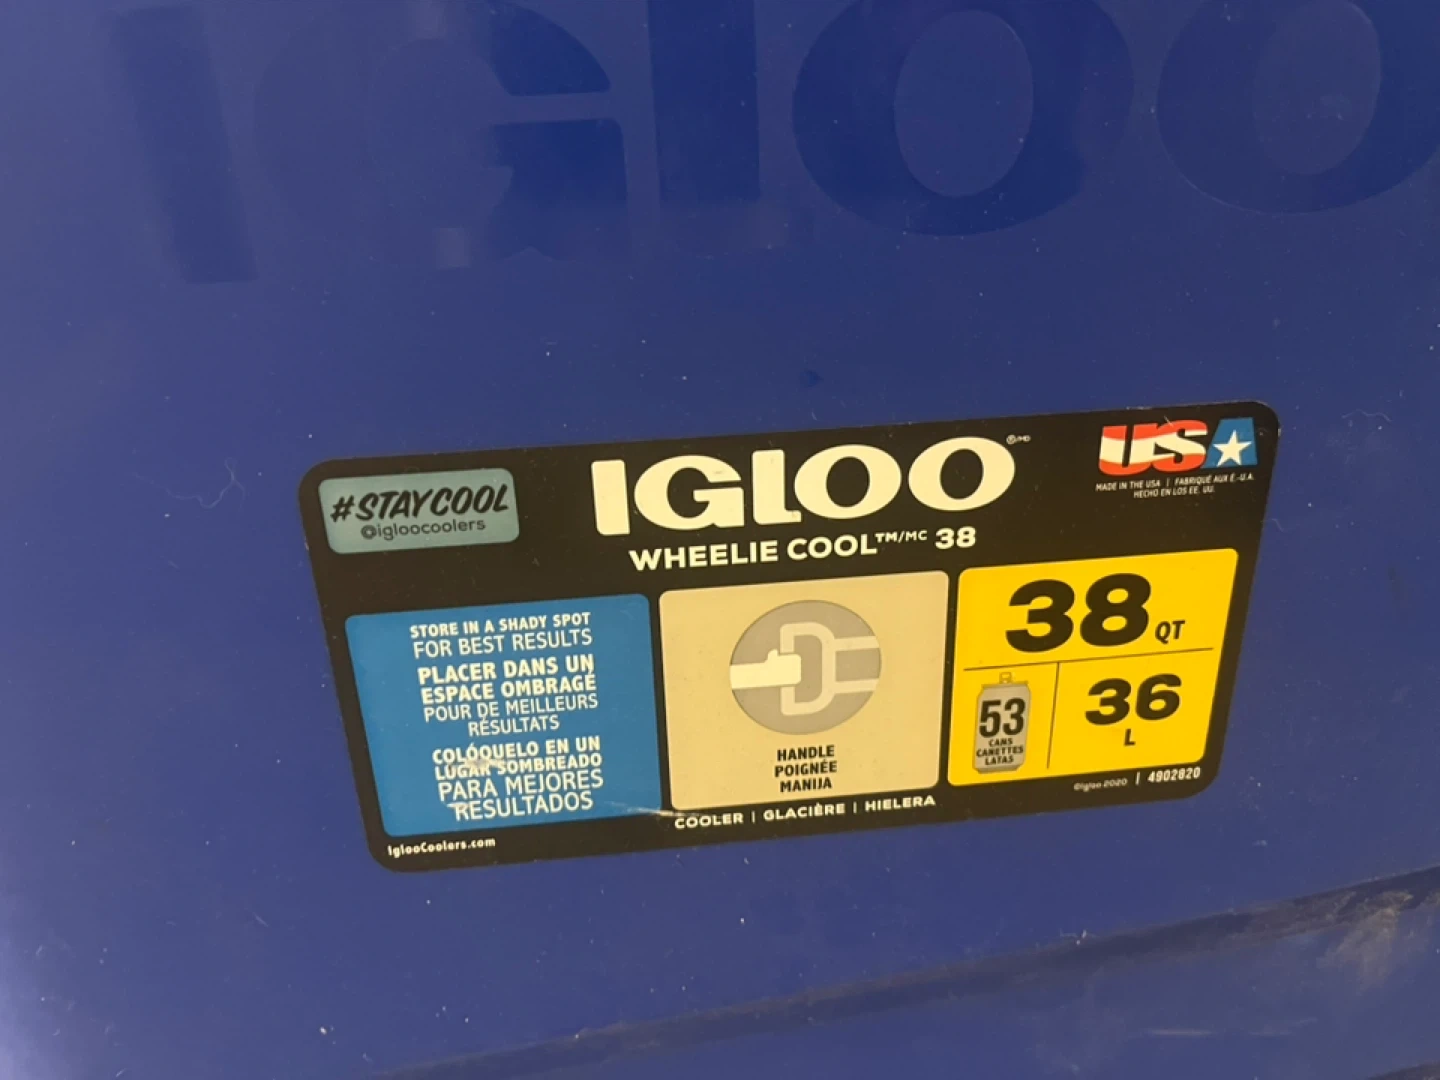 IGLOO
#STAYCOOL
@igloocoolers
IGLOO®/MD
WHEELIE COOL™/MC 38
USA
MADE IN THE USA | FABRIQUÉ AUX É.-U.A.
HECHO EN LOS EE. UU.
STORE IN A SHADY SPOT
FOR BEST RESULTS
PLACER DANS UN
ESPACE OMBRAGÉ
POUR DE MEILLEURS
RÉSULTATS
COLÓQUELO EN UN
LUGAR SOMBREADO
PARA MEJORES
RESULTADOS
HANDLE
POIGNÉE
MANIJA
38 QT
53
CANS
CANETTES
LATAS
36
L
IglooCoolers.com
COOLER | GLACIÈRE | HIELERA
©Igloo 2020 | 4902820